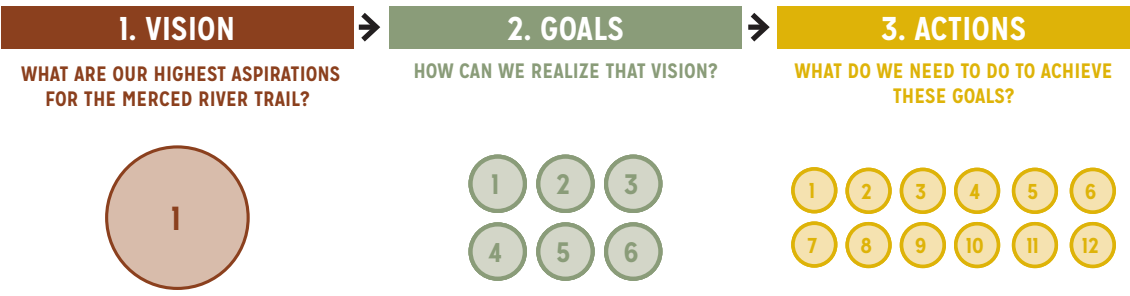 1. VISION
2. GOALS
3. ACTIONS
WHAT ARE OUR HIGHEST ASPIRATIONS
FOR THE MERCED RIVER TRAIL?
HOW CAN WE REALIZE THAT VISION?
WHAT DO WE NEED TO DO TO ACHIEVE
THESE GOALS?
1
1 2 3
4 5 6
1 2 3 4 5 6
7 8 9 10 11 12